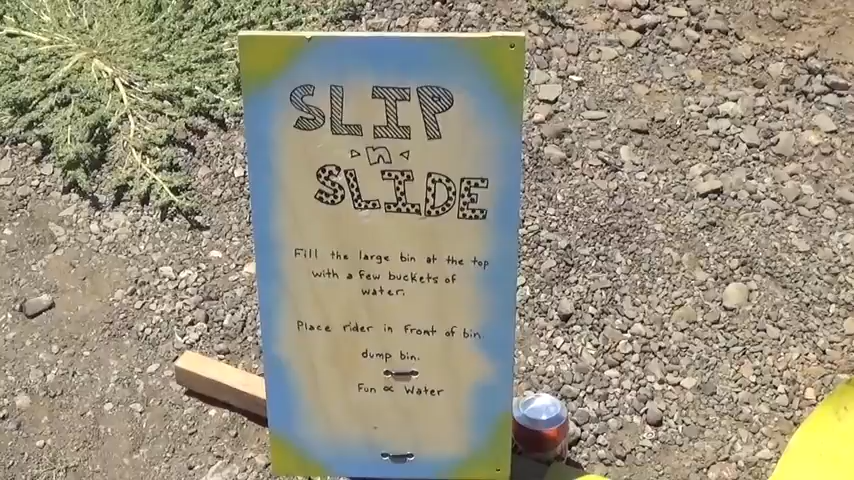 SLIP
n
SLIDE
Fill the large bin at the top
with a few buckets of
water.
Place rider in front of bin
dump bin.
Fun ∝ Water